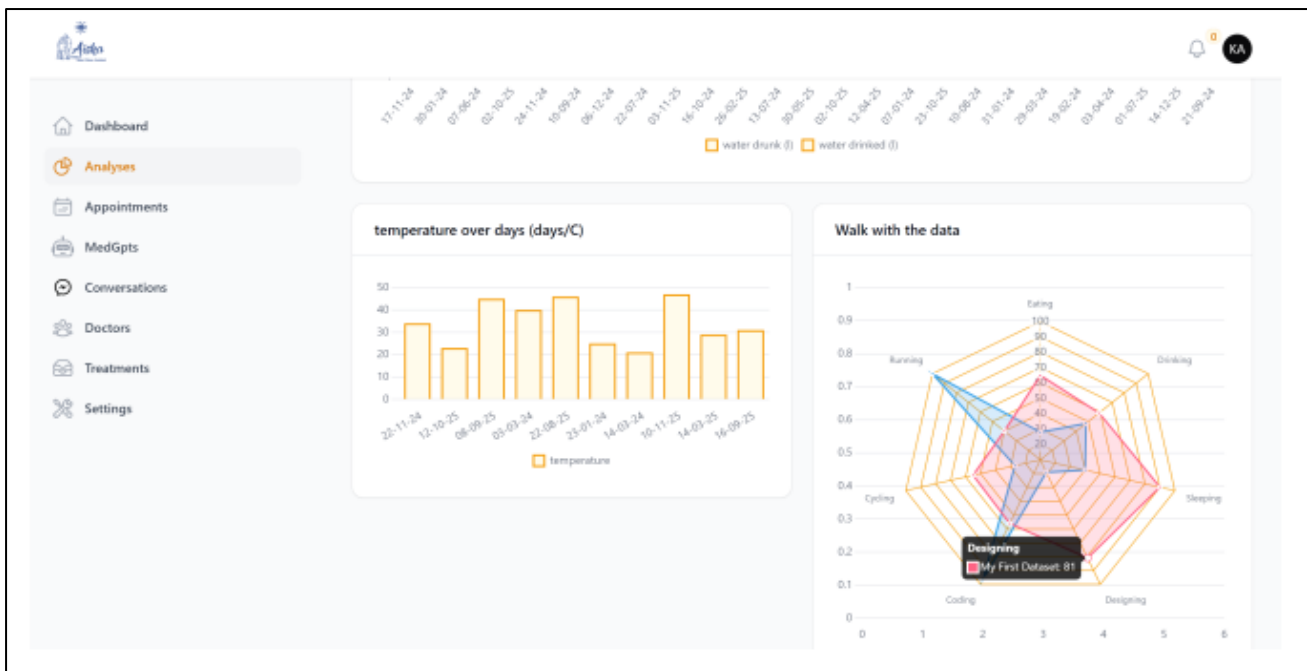 Aisha
0
KA
Dashboard
Analyses
Appointments
MedGpts
Conversations
Doctors
Treatments
Settings
17-11-24 30-01-24 07-06-24 02-10-25 24-11-24 10-09-24 06-12-24 22-07-24 03-11-25 16-10-24 26-02-25 13-07-24 30-05-25 02-10-25 12-04-25 07-01-24 23-10-25 10-08-24 31-01-24 29-03-24 19-02-24 03-04-24 01-07-25 14-12-25 21-09-24
water drunk (l) water drinked (l)
temperature over days (days/C)
50
40
30
20
10
0
22-11-24 12-10-25 08-09-25 03-03-24 22-08-25 23-01-24 14-03-24 10-11-25 14-03-25 16-09-25
temperature
Walk with the data
1
0.9
0.8
0.7
0.6
0.5
0.4
0.3
0.2
0.1
0
0 1 2 3 4 5 6
Eating
Drinking
Sleeping
Designing
Coding
Cycling
Running
100
90
80
70
60
50
40
30
20
Designing
My First Dataset: 81